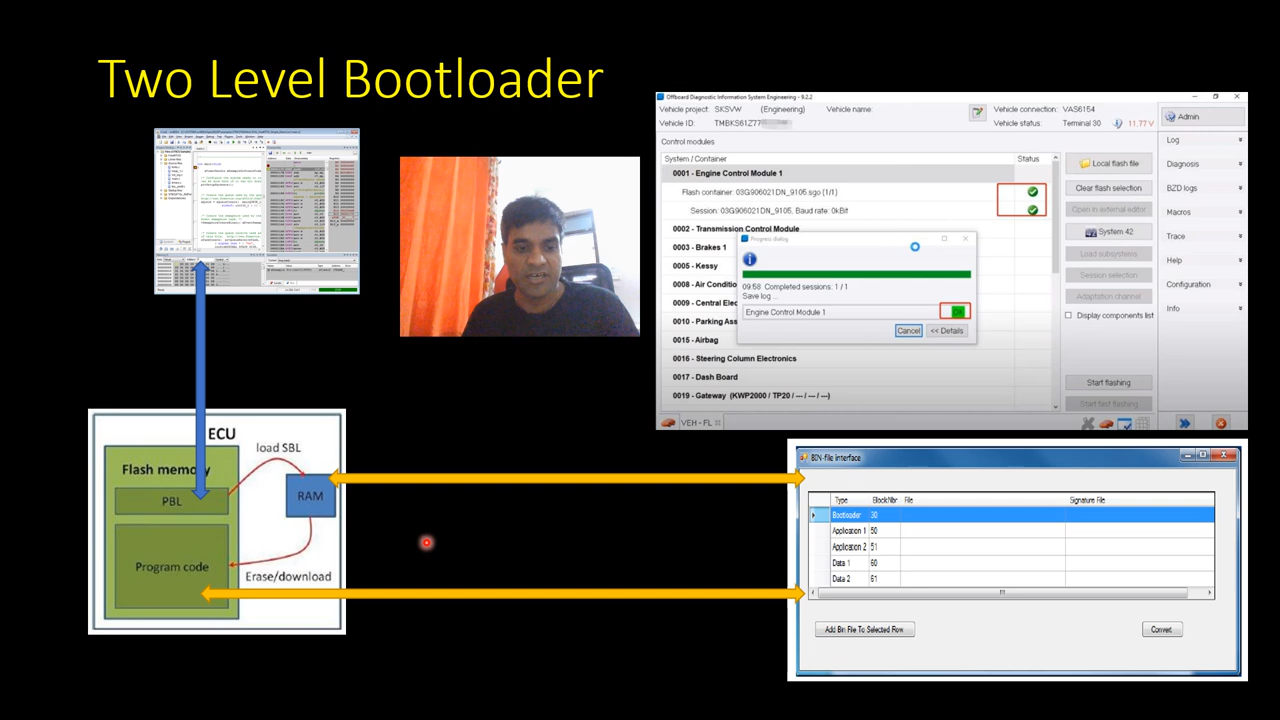 Two Level Bootloader
Offboard Diagnostic Information System Engineering - 9.2.2
Vehicle project: SKSVW (Engineering) Vehicle name:
Vehicle ID: TMBKS61Z77
Vehicle connection: VAS6154
Vehicle status: Terminal 30 11.77 V
Control modules
System / Container Status
0001 - Engine Control Module 1
Flash container: 03G906021DN_9105.sgo (1/1)
Session: 03G906021DN_9105, Baud rate: 0kBit
0002 - Transmission Control Module
0003 - Brakes 1
0005 - Kessy
0008 - Air Conditio
0009 - Central Elec
0010 - Parking Ass
0015 - Airbag
0016 - Steering Column Electronics
0017 - Dash Board
0019 - Gateway (KWP2000 / TP20 / --- / --- / ---)
Progress dialog
09:58 Completed sessions: 1 / 1
Save log ...
Engine Control Module 1
Cancel
<< Details
Local flash file
Clear flash selection
Open in external editor
System 42
Load subsystems
Session selection
Adaptation channel
Display components list
Start flashing
Start fast flashing
Admin
Log
Diagnosis
BZD logs
Macros
Trace
Help
Configuration
Info
VEH - FL
ECU
load SBL
Flash memory
PBL
RAM
Program code
Erase/download
BIN-file interface
Type BlockNbr File Signature File
Bootloader 30
Application 1 50
Application 2 51
Data 1 60
Data 2 61
Add Bin File To Selected Row
Convert